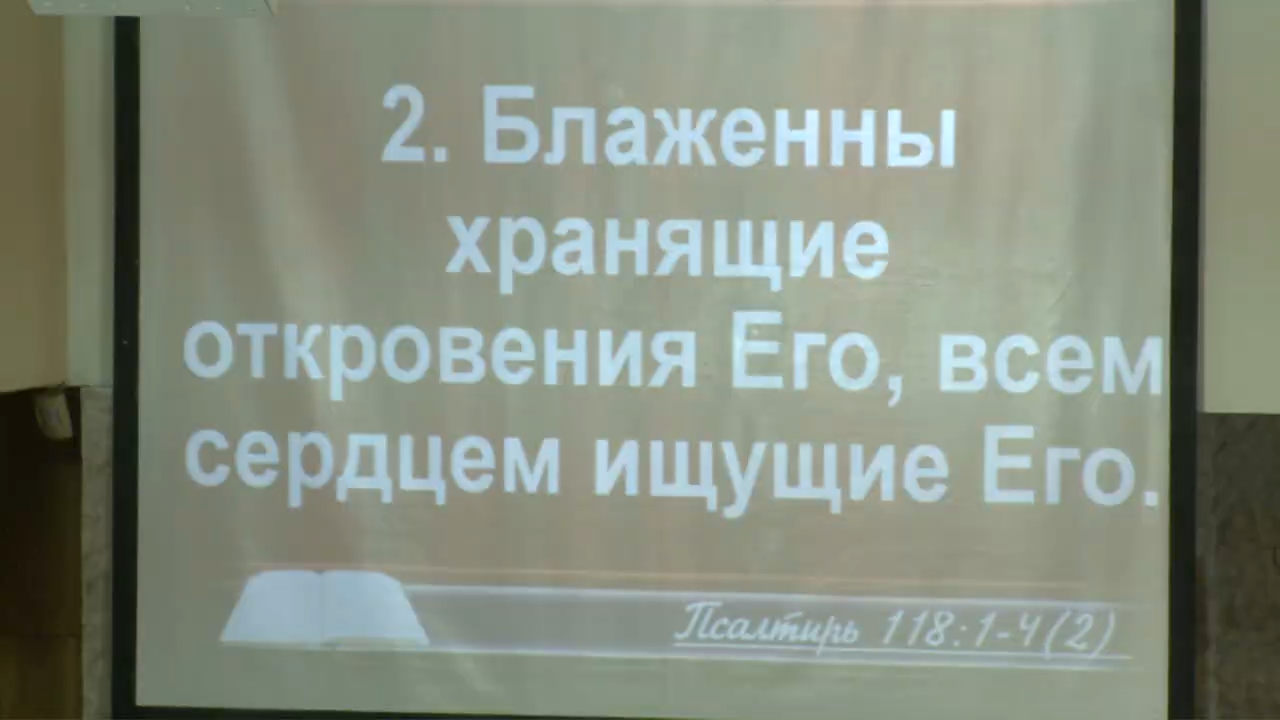 2. Блаженны
хранящие
откровения Его, всем
сердцем ищущие Его.
Псалтирь 118:1-4(2)